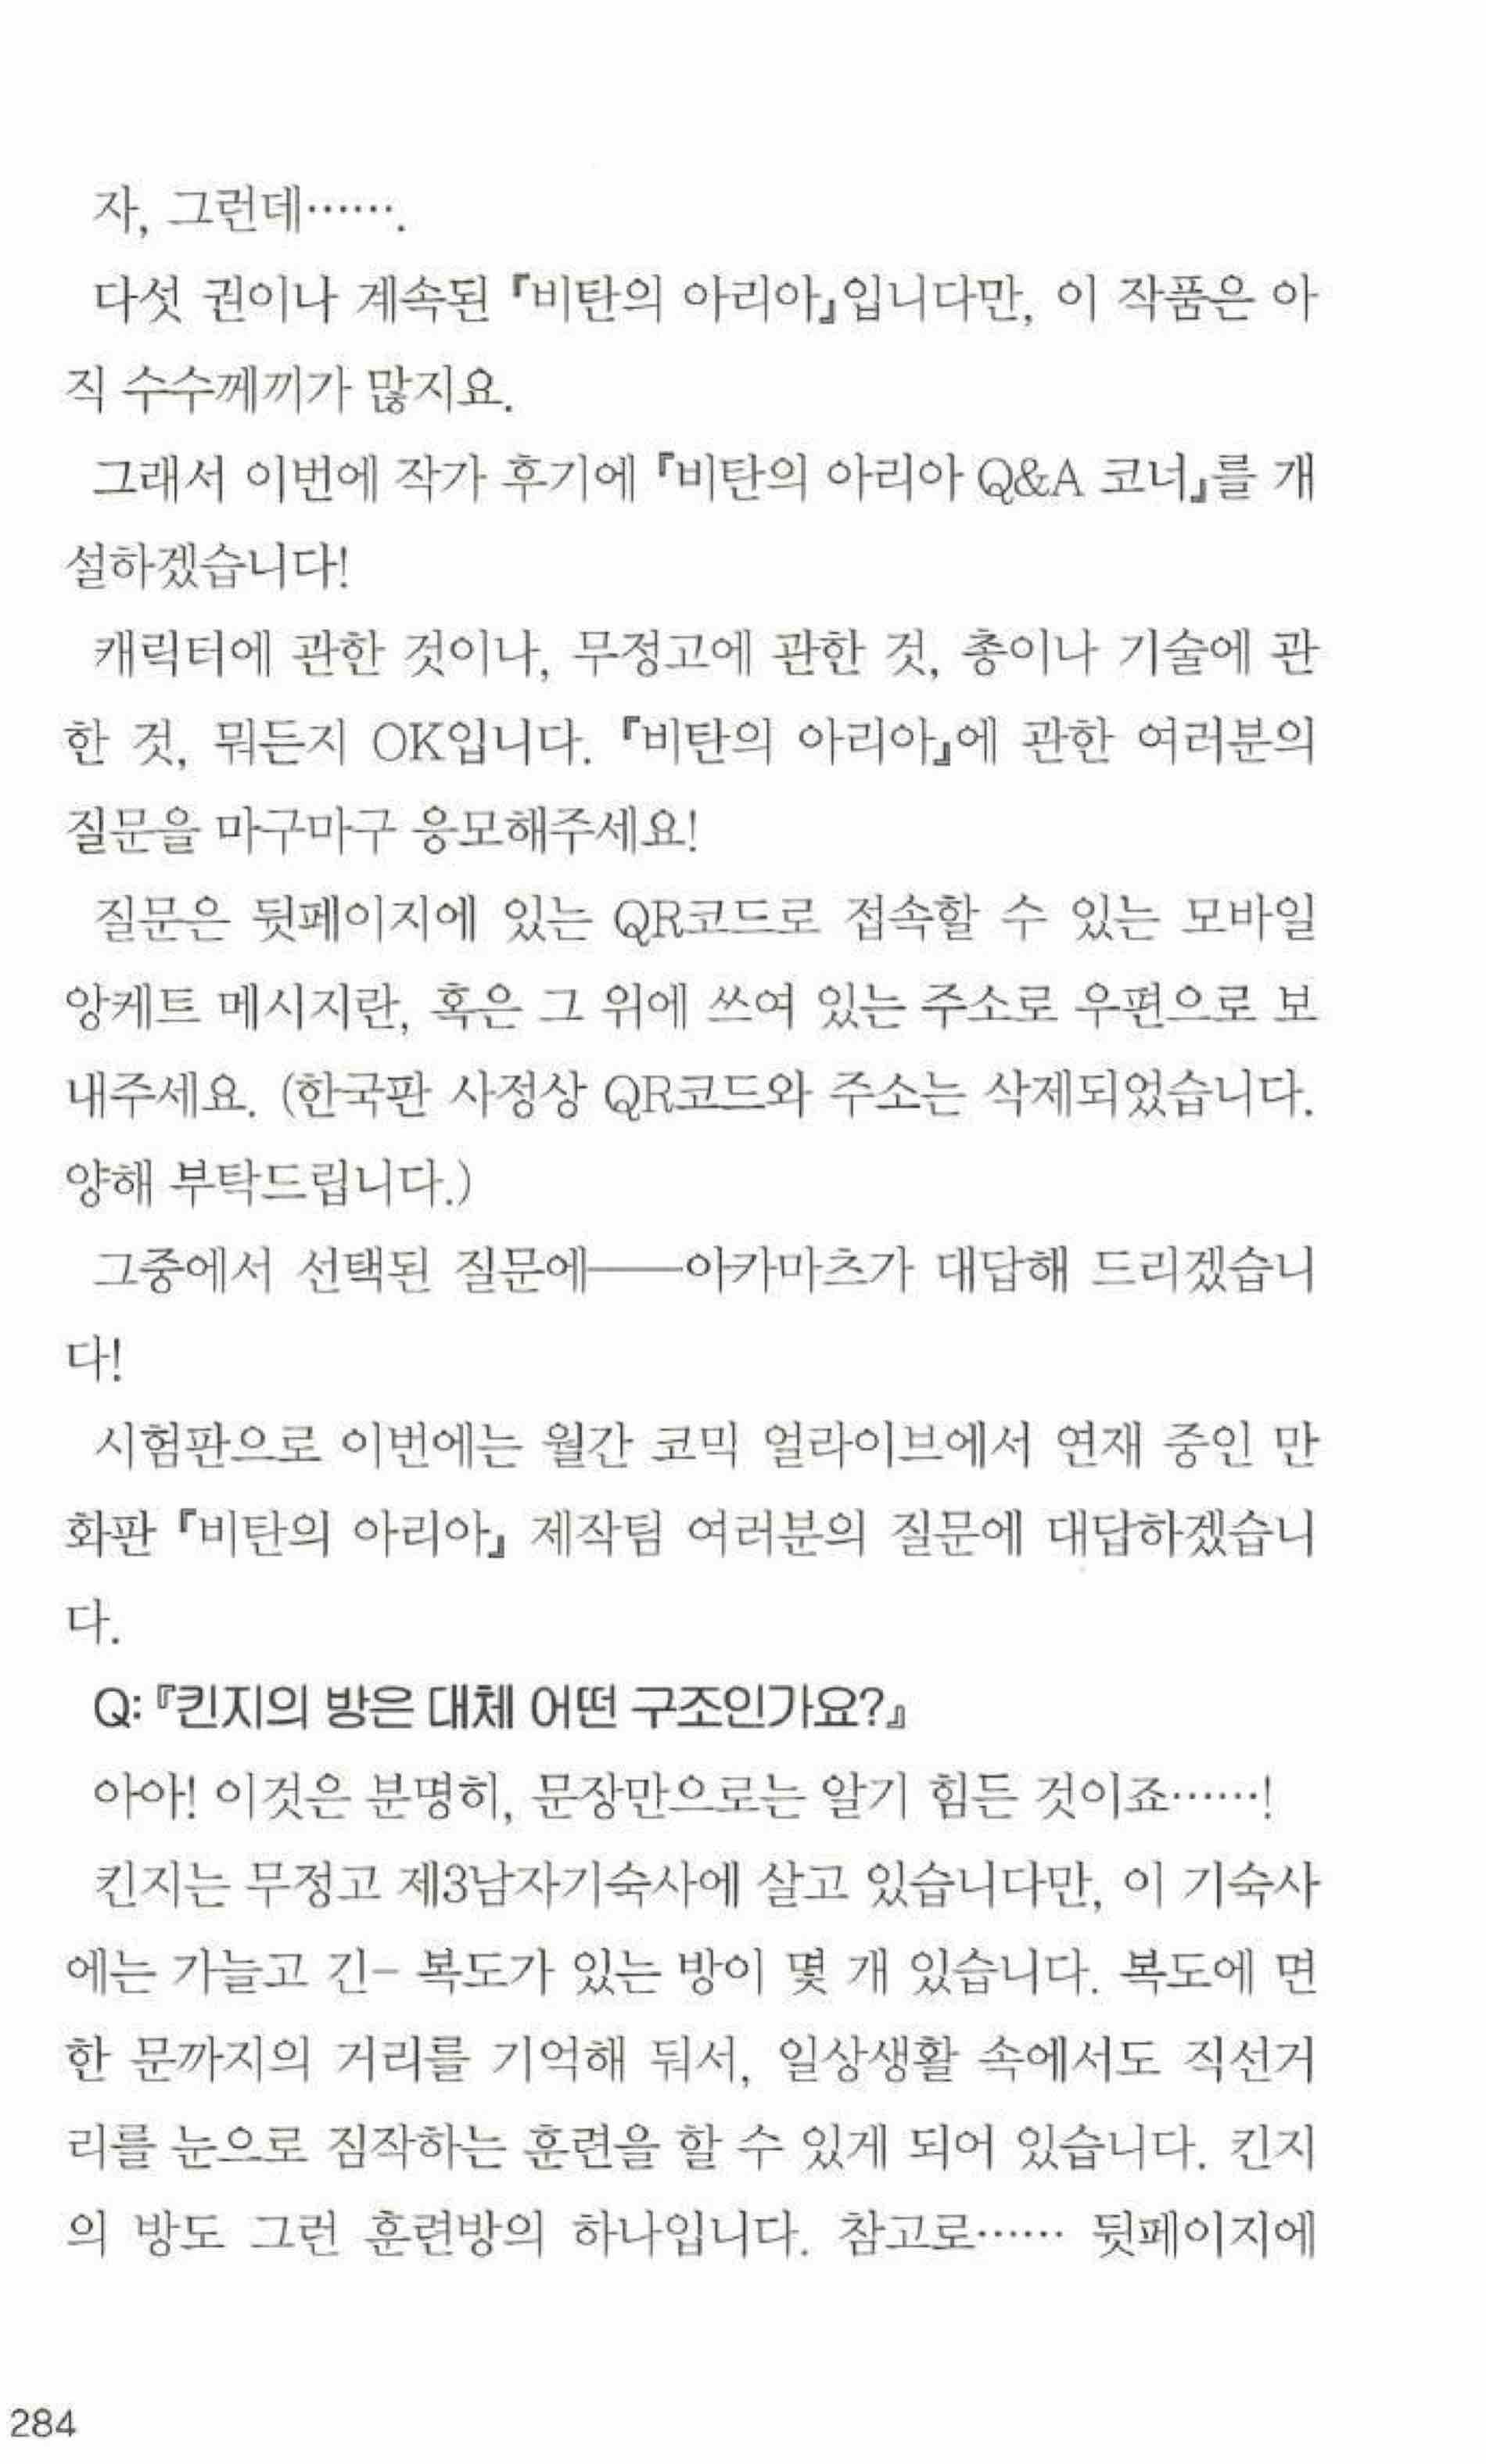 자, 그런데…….
다섯 권이나 계속된 『비탄의 아리아』입니다만, 이 작품은 아
직 수수께끼가 많지요.
그래서 이번에 작가 후기에 『비탄의 아리아 Q&A 코너』를 개
설하겠습니다!
캐릭터에 관한 것이나, 무정고에 관한 것, 총이나 기술에 관
한 것, 뭐든지 OK입니다. 『비탄의 아리아』에 관한 여러분의
질문을 마구마구 응모해주세요!
질문은 뒷페이지에 있는 QR코드로 접속할 수 있는 모바일
앙케트 메시지란, 혹은 그 위에 쓰여 있는 주소로 우편으로 보
내주세요. (한국판 사정상 QR코드와 주소는 삭제되었습니다.
양해 부탁드립니다.)
그중에서 선택된 질문에――아카마츠가 대답해 드리겠습니
다!
시험판으로 이번에는 월간 코믹 얼라이브에서 연재 중인 만
화판 『비탄의 아리아』 제작팀 여러분의 질문에 대답하겠습니
다.
Q: 『킨지의 방은 대체 어떤 구조인가요?』
아아! 이것은 분명히, 문장만으로는 알기 힘든 것이죠……!
킨지는 무정고 제3남자기숙사에 살고 있습니다만, 이 기숙사
에는 가늘고 긴- 복도가 있는 방이 몇 개 있습니다. 복도에 면
한 문까지의 거리를 기억해 둬서, 일상생활 속에서도 직선거
리를 눈으로 짐작하는 훈련을 할 수 있게 되어 있습니다. 킨지
의 방도 그런 훈련방의 하나입니다. 참고로…… 뒷페이지에
284